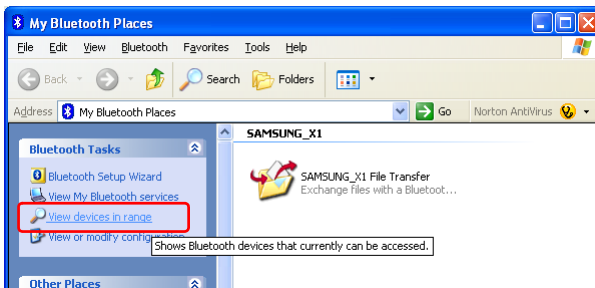 My Bluetooth Places
File Edit View Bluetooth Favorites Tools Help
Back Search Folders
Address My Bluetooth Places Go Norton AntiVirus
Bluetooth Tasks
Bluetooth Setup Wizard
View My Bluetooth services
View devices in range
View or modify configuration
Shows Bluetooth devices that currently can be accessed.
Other Places
SAMSUNG_X1
SAMSUNG_X1 File Transfer
Exchange files with a Bluetoot...